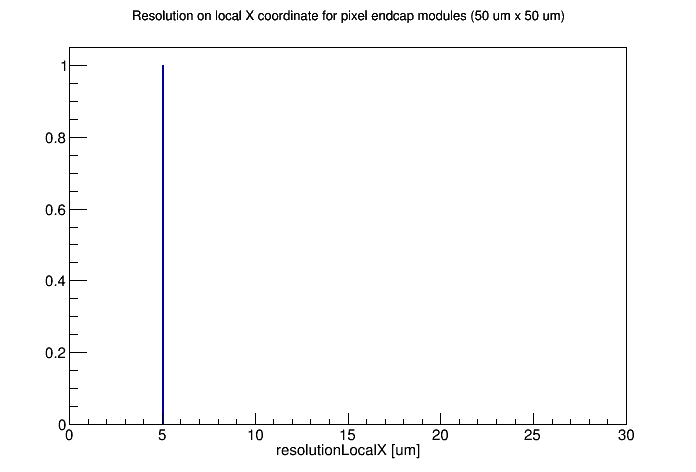 Resolution on local X coordinate for pixel endcap modules (50 um x 50 um)
1
0.8
0.6
0.4
0.2
0
0 5 10 15 20 25 30
resolutionLocalX [um]